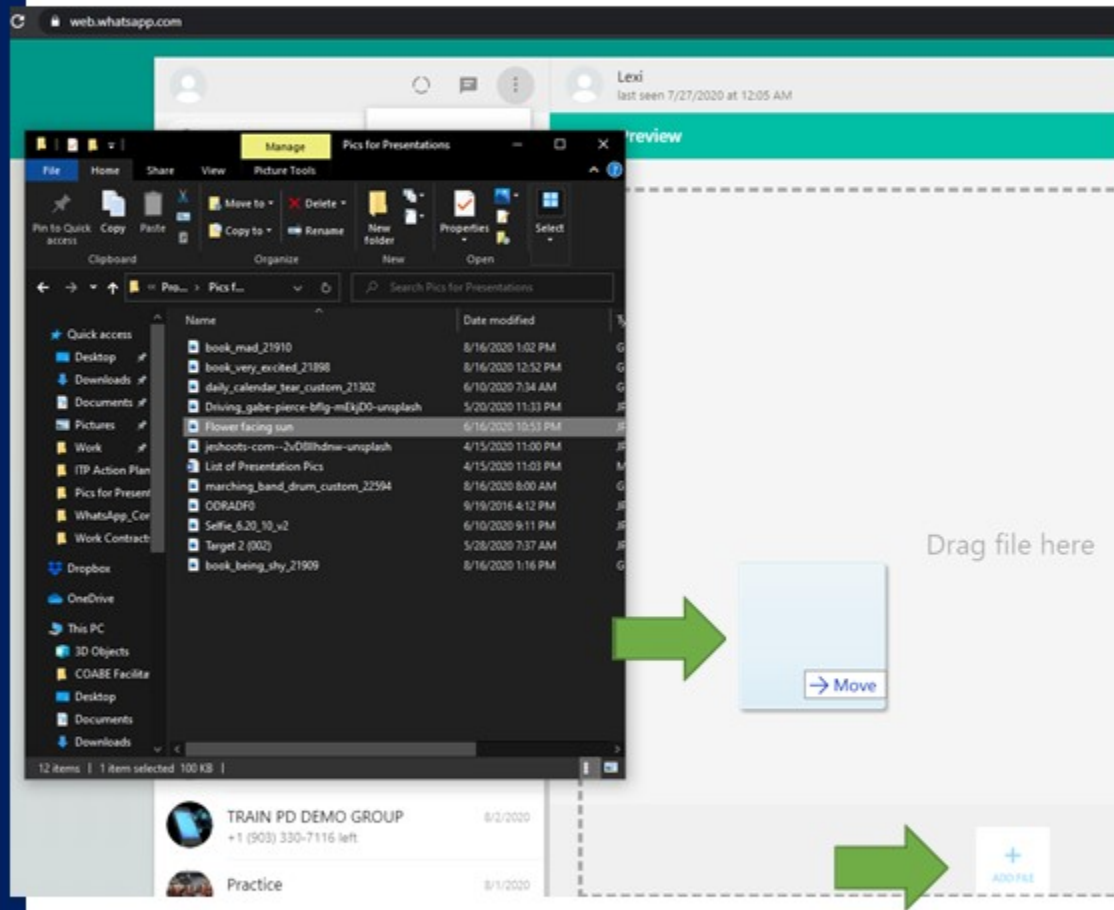 web.whatsapp.com
Lexi
last seen 7/27/2020 at 12:05 AM
Preview
Manage
Pics for Presentations
File
Home
Share
View
Picture Tools
Pin to Quick access
Copy
Paste
Move to
Copy to
Delete
Rename
New folder
Properties
Select
Clipboard
Organize
New
Open
Pro... > Pics f...
Search Pics for Presentations
Name
Date modified
Quick access
Desktop
Downloads
Documents
Pictures
Work
ITP Action Plan
Pics for Present
WhatsApp_Cor
Work Contract
Dropbox
OneDrive
This PC
3D Objects
COABE Facilita
Desktop
Documents
Downloads
book_mad_21910 8/16/2020 1:02 PM
book_very_excited_21898 8/16/2020 12:52 PM
daily_calendar_tear_custom_21302 6/10/2020 7:34 AM
Driving_gabe-pierce-bflg-mEkjD0-unsplash 5/20/2020 11:33 PM
Flower facing sun 6/16/2020 10:53 PM
4/15/2020 11:00 PM
List of Presentation Pics 4/15/2020 11:03 PM
marching_band_drum_custom_22594 8/16/2020 8:00 AM
ODRADF0 9/19/2016 4:12 PM
Selfie_6.20_10_v2 6/10/2020 9:11 PM
Target 2 (002) 5/28/2020 7:37 AM
book_being_shy_21909 8/16/2020 1:16 PM
12 items | 1 item selected 100 KB |
Drag file here
→ Move
TRAIN PD DEMO GROUP 8/2/2020
+1 (903) 330-7116 left
Practice 8/1/2020
+
ADD FILE